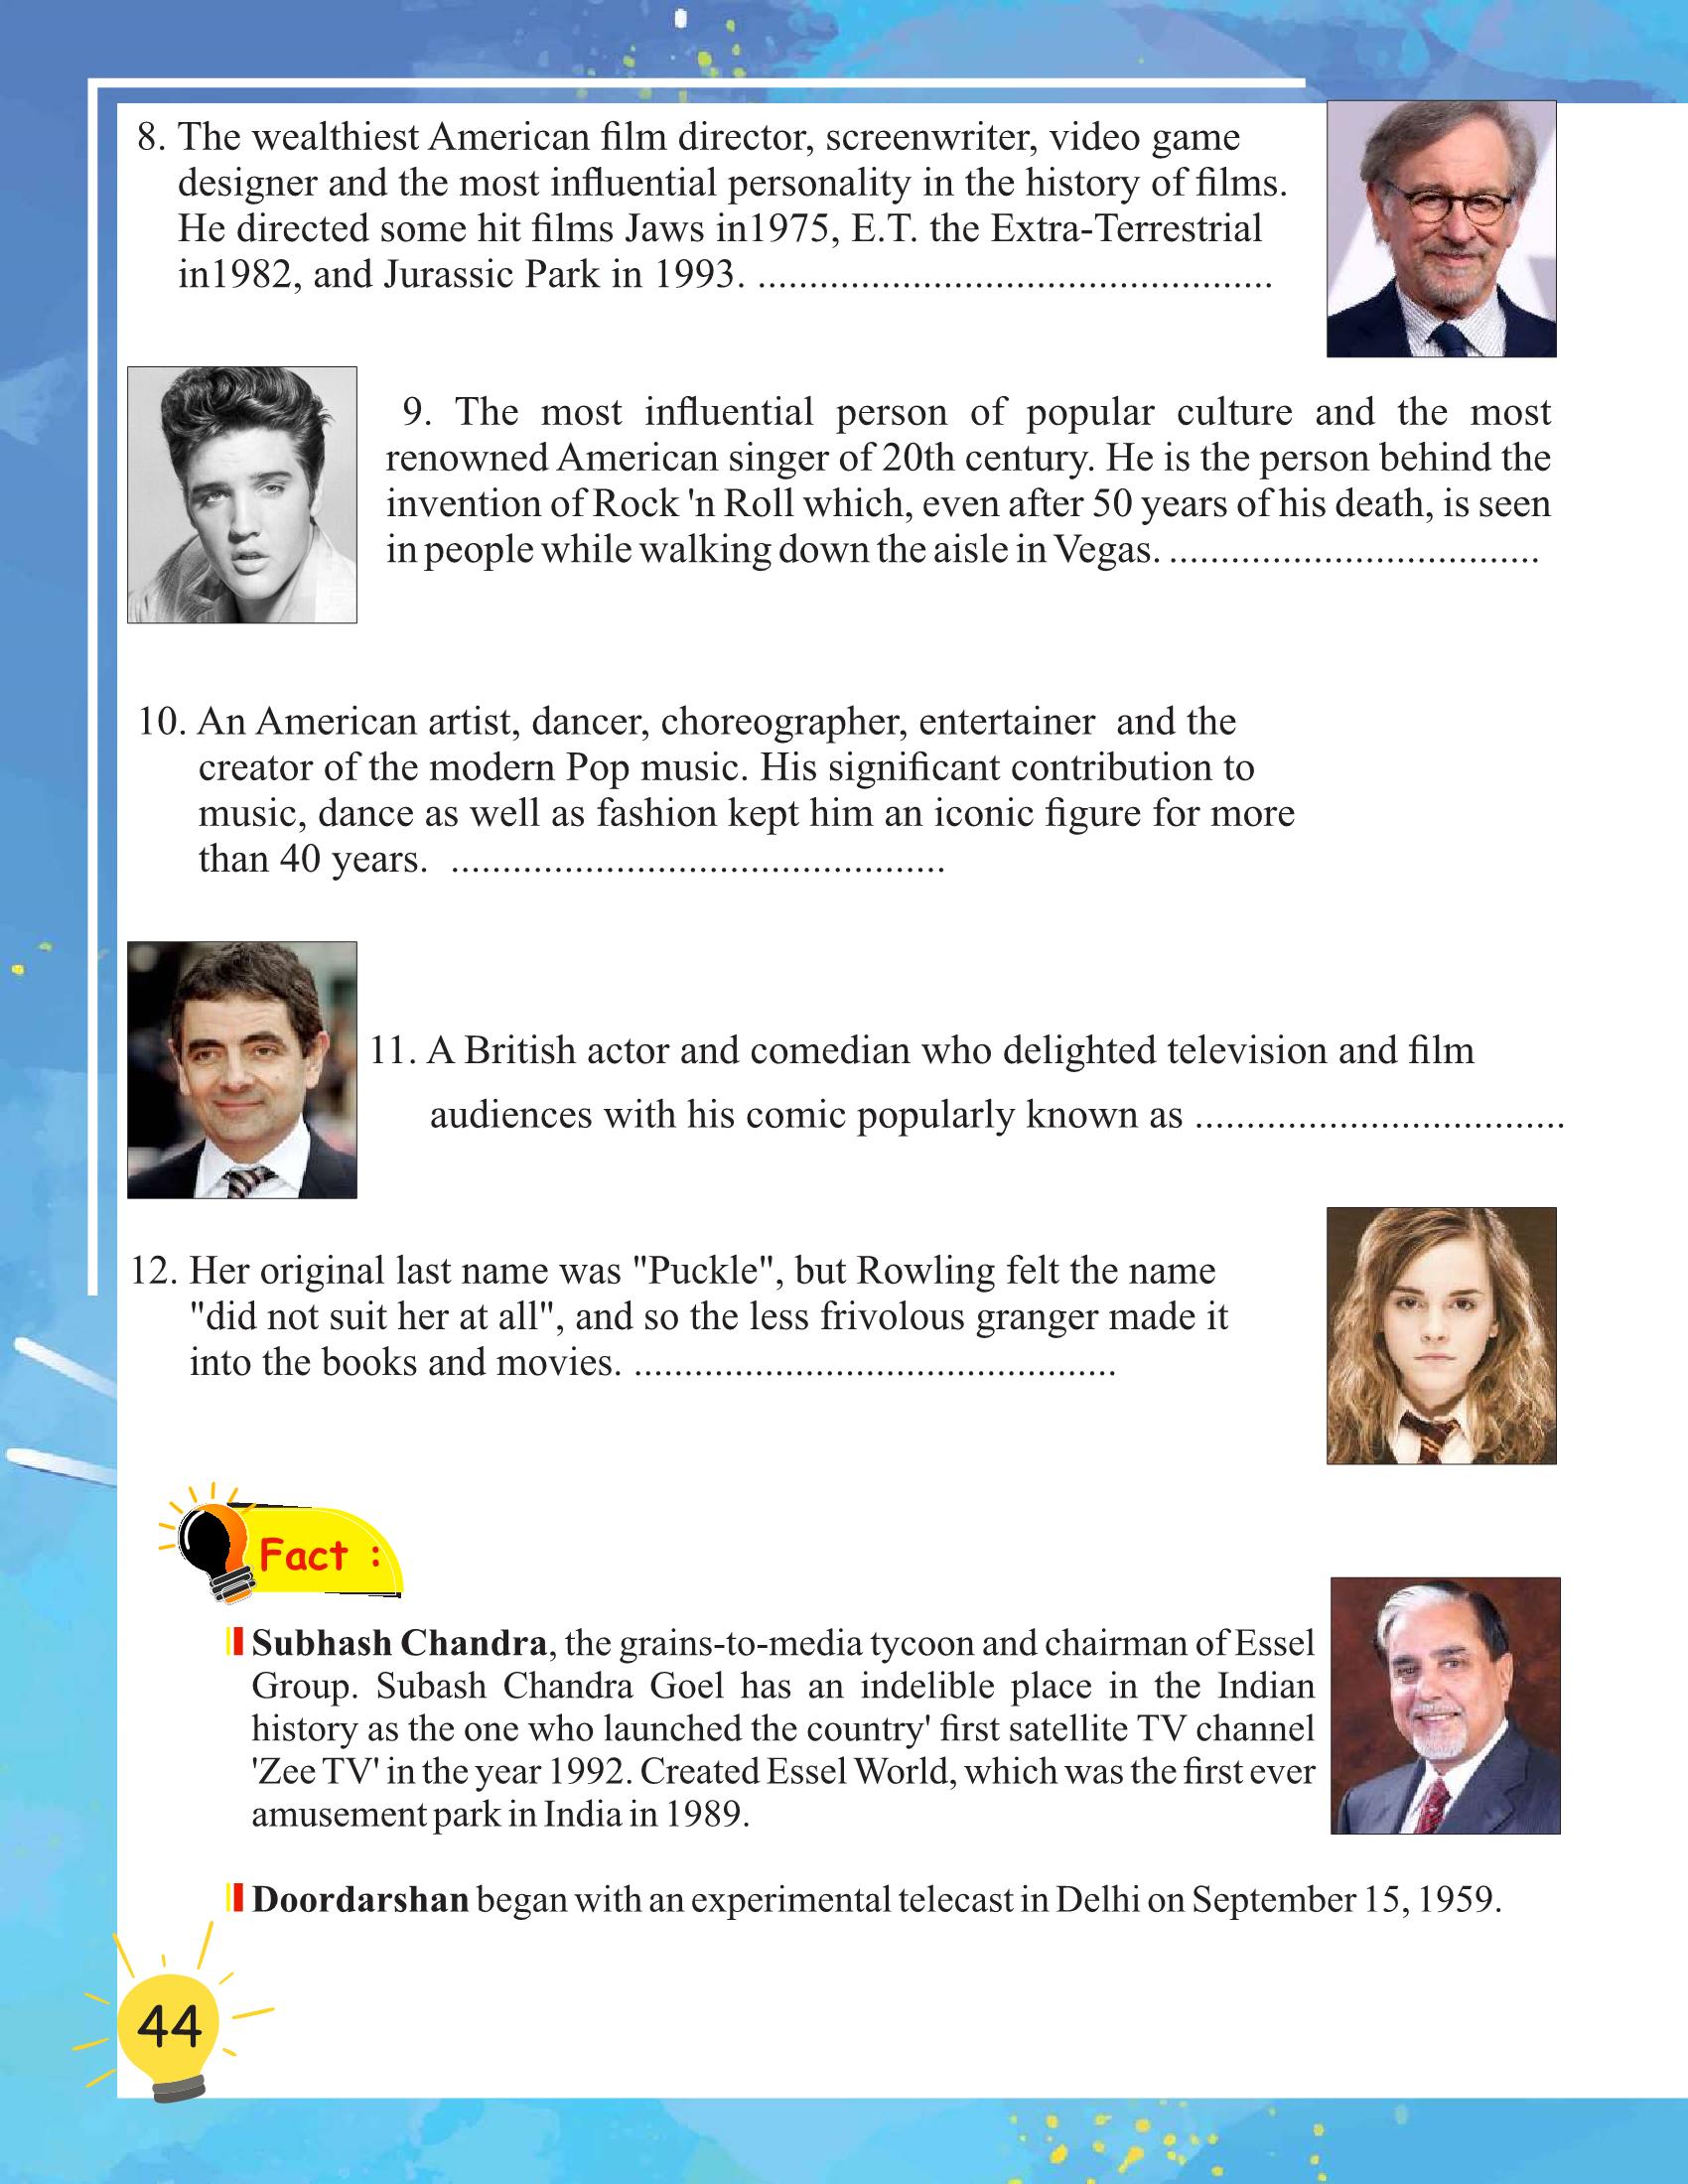 8. The wealthiest American film director, screenwriter, video game
designer and the most influential personality in the history of films.
He directed some hit films Jaws in1975, E.T. the Extra-Terrestrial
in1982, and Jurassic Park in 1993. ..................................................
9. The most influential person of popular culture and the most
renowned American singer of 20th century. He is the person behind the
invention of Rock 'n Roll which, even after 50 years of his death, is seen
in people while walking down the aisle in Vegas. ....................................
10. An American artist, dancer, choreographer, entertainer and the
creator of the modern Pop music. His significant contribution to
music, dance as well as fashion kept him an iconic figure for more
than 40 years. ................................................
11. A British actor and comedian who delighted television and film
audiences with his comic popularly known as ....................................
12. Her original last name was "Puckle", but Rowling felt the name
"did not suit her at all", and so the less frivolous granger made it
into the books and movies. ...............................................
Fact :
Subhash Chandra, the grains-to-media tycoon and chairman of Essel
Group. Subash Chandra Goel has an indelible place in the Indian
history as the one who launched the country' first satellite TV channel
'Zee TV' in the year 1992. Created Essel World, which was the first ever
amusement park in India in 1989.
Doordarshan began with an experimental telecast in Delhi on September 15, 1959.
44